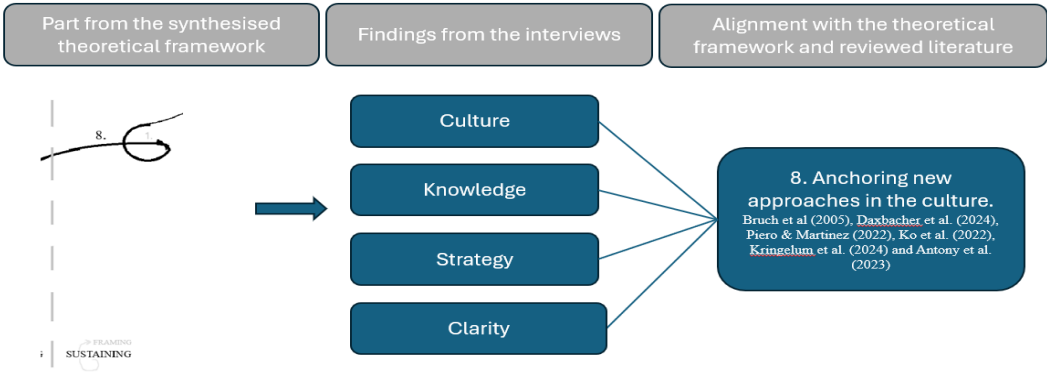 Part from the synthesised
theoretical framework
Findings from the interviews
Alignment with the theoretical
framework and reviewed literature
8.
1.
FRAMING
SUSTAINING
Culture
Knowledge
Strategy
Clarity
8. Anchoring new
approaches in the culture.
Bruch et al (2005), Daxbacher et al. (2024),
Piero & Martinez (2022), Ko et al. (2022),
Kringelum et al. (2024) and Antony et al.
(2023)